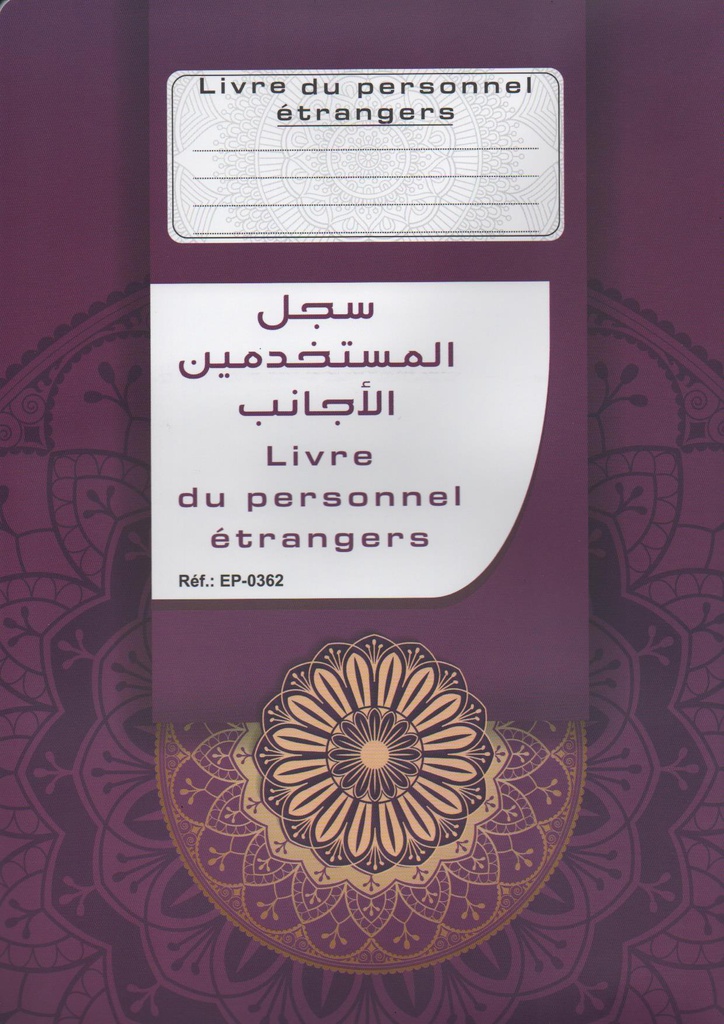 Livre du personnel
étrangers
سجل
المستخدمين
الأجانب
Livre
du personnel
étrangers
Réf.: EP-0362